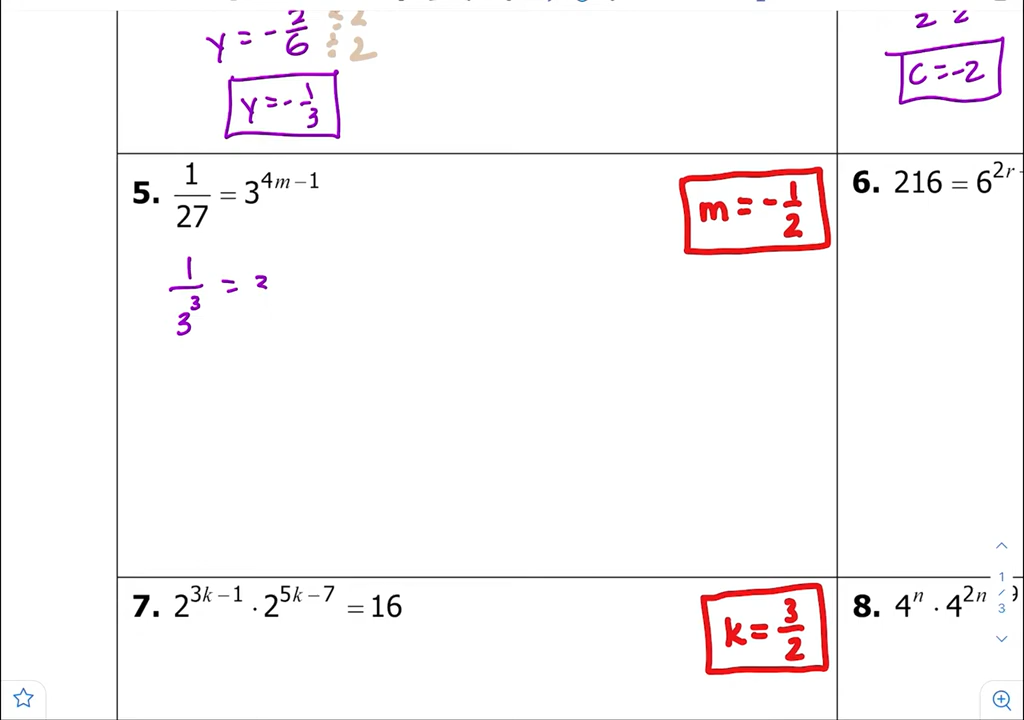 y = -2/6 ÷ 2 ÷ 2
y = -1/3
2 2
c = -2
5. 1/27 = 3^(4m-1)
m = -1/2
1/3^3 = 3
6. 216 = 6^(2r
7. 2^(3k-1) · 2^(5k-7) = 16
k = 3/2
8. 4^n · 4^(2n
1
/
3